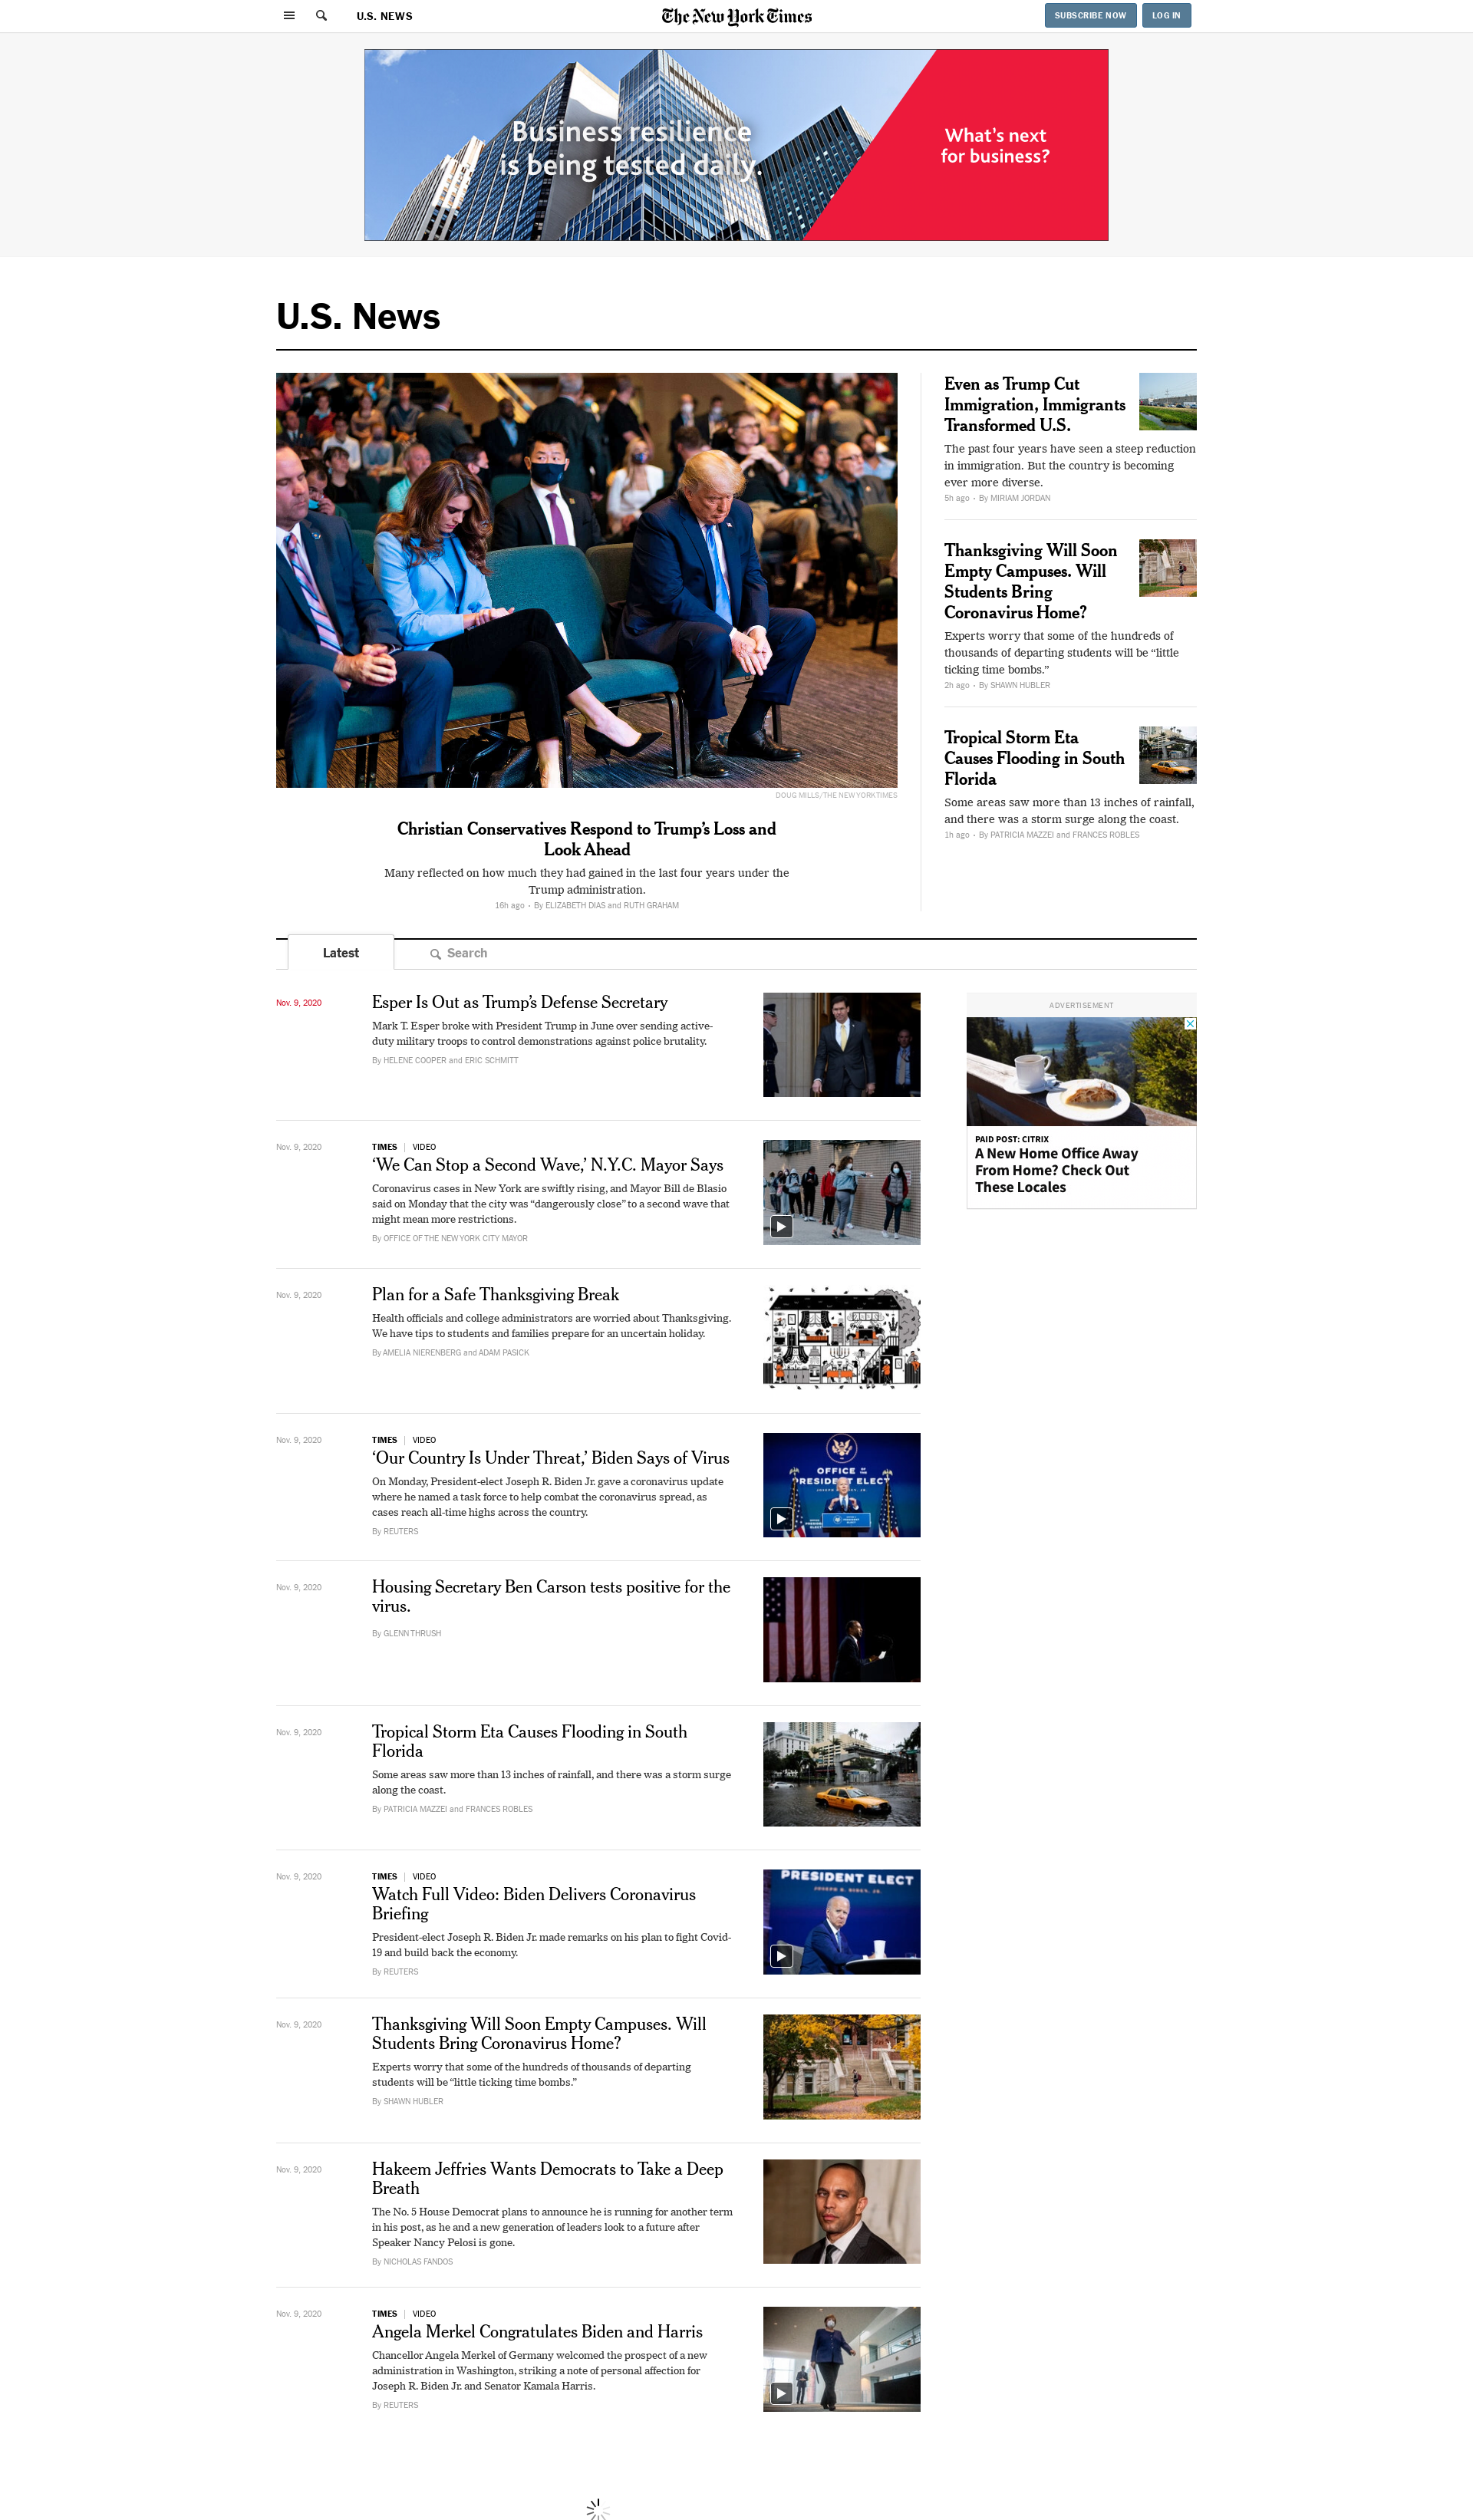 U.S. NEWS
The New York Times
SUBSCRIBE NOW
LOG IN
Business resilience
is being tested daily.
What's next
for business?
U.S. News
DOUG MILLS/THE NEW YORK TIMES
Christian Conservatives Respond to Trump's Loss and
Look Ahead
Many reflected on how much they had gained in the last four years under the
Trump administration.
16h ago • By ELIZABETH DIAS and RUTH GRAHAM
Even as Trump Cut
Immigration, Immigrants
Transformed U.S.
The past four years have seen a steep reduction
in immigration. But the country is becoming
ever more diverse.
5h ago • By MIRIAM JORDAN
Thanksgiving Will Soon
Empty Campuses. Will
Students Bring
Coronavirus Home?
Experts worry that some of the hundreds of
thousands of departing students will be “little
ticking time bombs.”
2h ago • By SHAWN HUBLER
Tropical Storm Eta
Causes Flooding in South
Florida
Some areas saw more than 13 inches of rainfall,
and there was a storm surge along the coast.
1h ago • By PATRICIA MAZZEI and FRANCES ROBLES
Latest
Search
Nov. 9, 2020
Esper Is Out as Trump's Defense Secretary
Mark T. Esper broke with President Trump in June over sending active-
duty military troops to control demonstrations against police brutality.
By HELENE COOPER and ERIC SCHMITT
ADVERTISEMENT
PAID POST: CITRIX
A New Home Office Away
From Home? Check Out
These Locales
Nov. 9, 2020
TIMES | VIDEO
‘We Can Stop a Second Wave,’ N.Y.C. Mayor Says
Coronavirus cases in New York are swiftly rising, and Mayor Bill de Blasio
said on Monday that the city was “dangerously close” to a second wave that
might mean more restrictions.
By OFFICE OF THE NEW YORK CITY MAYOR
Nov. 9, 2020
Plan for a Safe Thanksgiving Break
Health officials and college administrators are worried about Thanksgiving.
We have tips to students and families prepare for an uncertain holiday.
By AMELIA NIERENBERG and ADAM PASICK
Nov. 9, 2020
TIMES | VIDEO
‘Our Country Is Under Threat,’ Biden Says of Virus
On Monday, President-elect Joseph R. Biden Jr. gave a coronavirus update
where he named a task force to help combat the coronavirus spread, as
cases reach all-time highs across the country.
By REUTERS
OFFICE OF THE
PRESIDENT ELECT
Nov. 9, 2020
Housing Secretary Ben Carson tests positive for the
virus.
By GLENN THRUSH
Nov. 9, 2020
Tropical Storm Eta Causes Flooding in South
Florida
Some areas saw more than 13 inches of rainfall, and there was a storm surge
along the coast.
By PATRICIA MAZZEI and FRANCES ROBLES
Nov. 9, 2020
TIMES | VIDEO
Watch Full Video: Biden Delivers Coronavirus
Briefing
President-elect Joseph R. Biden Jr. made remarks on his plan to fight Covid-
19 and build back the economy.
By REUTERS
PRESIDENT ELECT
JOSEPH R. BIDEN, JR.
Nov. 9, 2020
Thanksgiving Will Soon Empty Campuses. Will
Students Bring Coronavirus Home?
Experts worry that some of the hundreds of thousands of departing
students will be “little ticking time bombs.”
By SHAWN HUBLER
Nov. 9, 2020
Hakeem Jeffries Wants Democrats to Take a Deep
Breath
The No. 5 House Democrat plans to announce he is running for another term
in his post, as he and a new generation of leaders look to a future after
Speaker Nancy Pelosi is gone.
By NICHOLAS FANDOS
Nov. 9, 2020
TIMES | VIDEO
Angela Merkel Congratulates Biden and Harris
Chancellor Angela Merkel of Germany welcomed the prospect of a new
administration in Washington, striking a note of personal affection for
Joseph R. Biden Jr. and Senator Kamala Harris.
By REUTERS